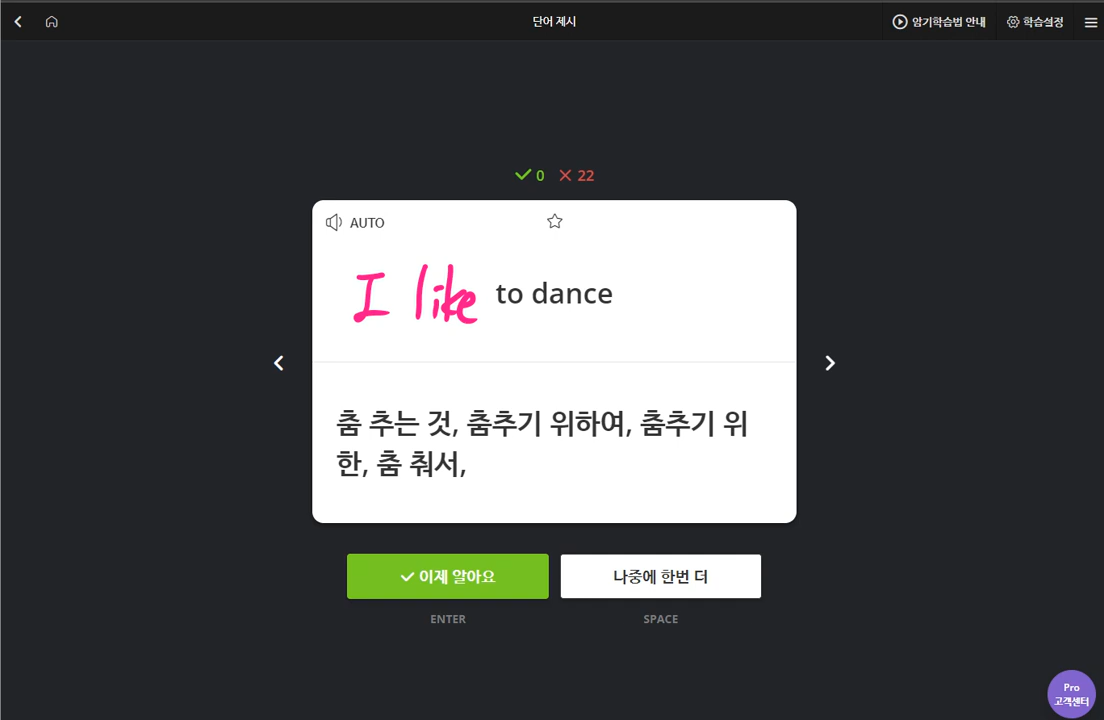 단어 제시
암기학습법 안내
학습설정
0 22
AUTO
I like to dance
춤 추는 것, 춤추기 위하여, 춤추기 위
한, 춤 춰서,
이제 알아요
나중에 한번 더
ENTER
SPACE
Pro
고객센터